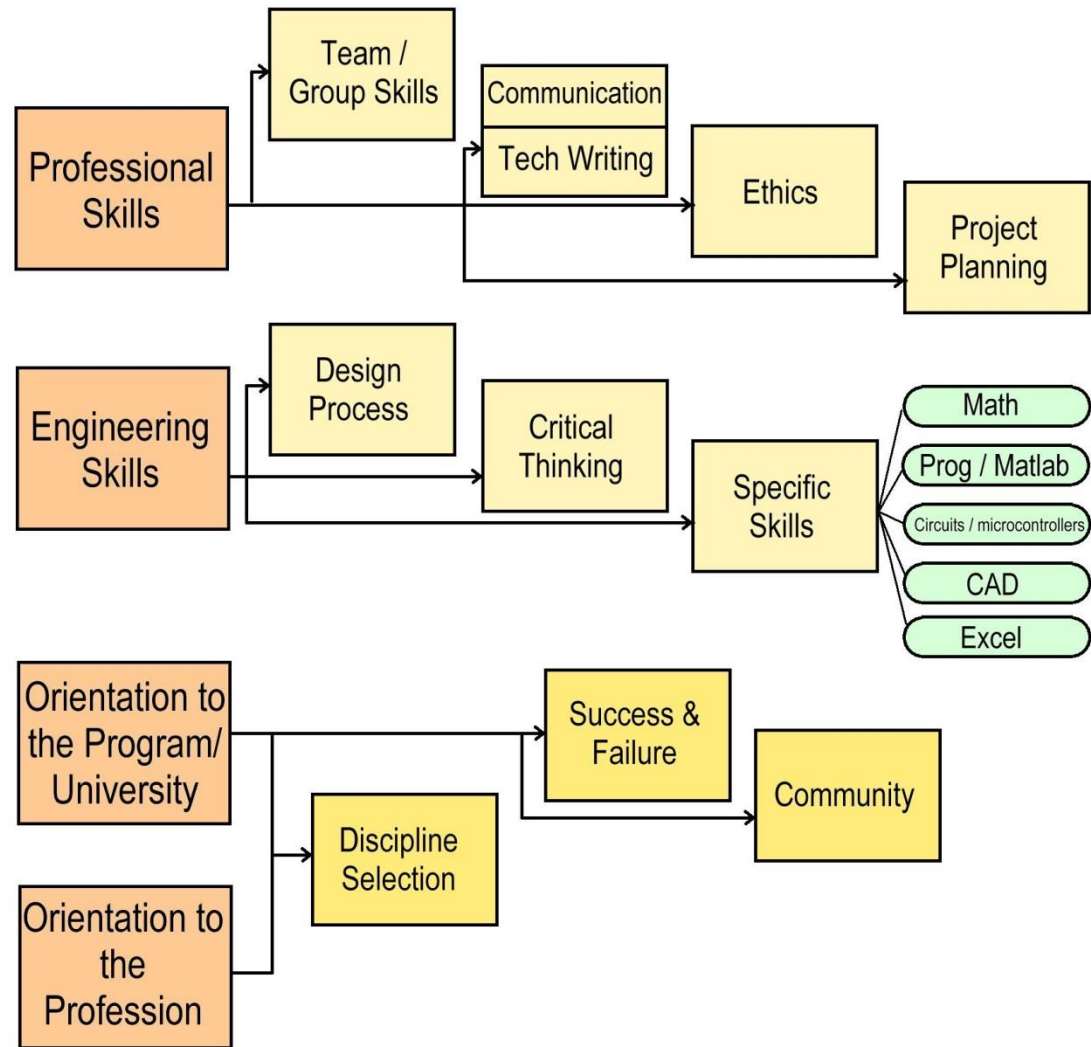 Professional
Skills
Team /
Group Skills
Communication
Tech Writing
Ethics
Project
Planning
Engineering
Skills
Design
Process
Critical
Thinking
Specific
Skills
Math
Prog / Matlab
Circuits / microcontrollers
CAD
Excel
Orientation to
the Program/
University
Success &
Failure
Community
Discipline
Selection
Orientation to
the
Profession